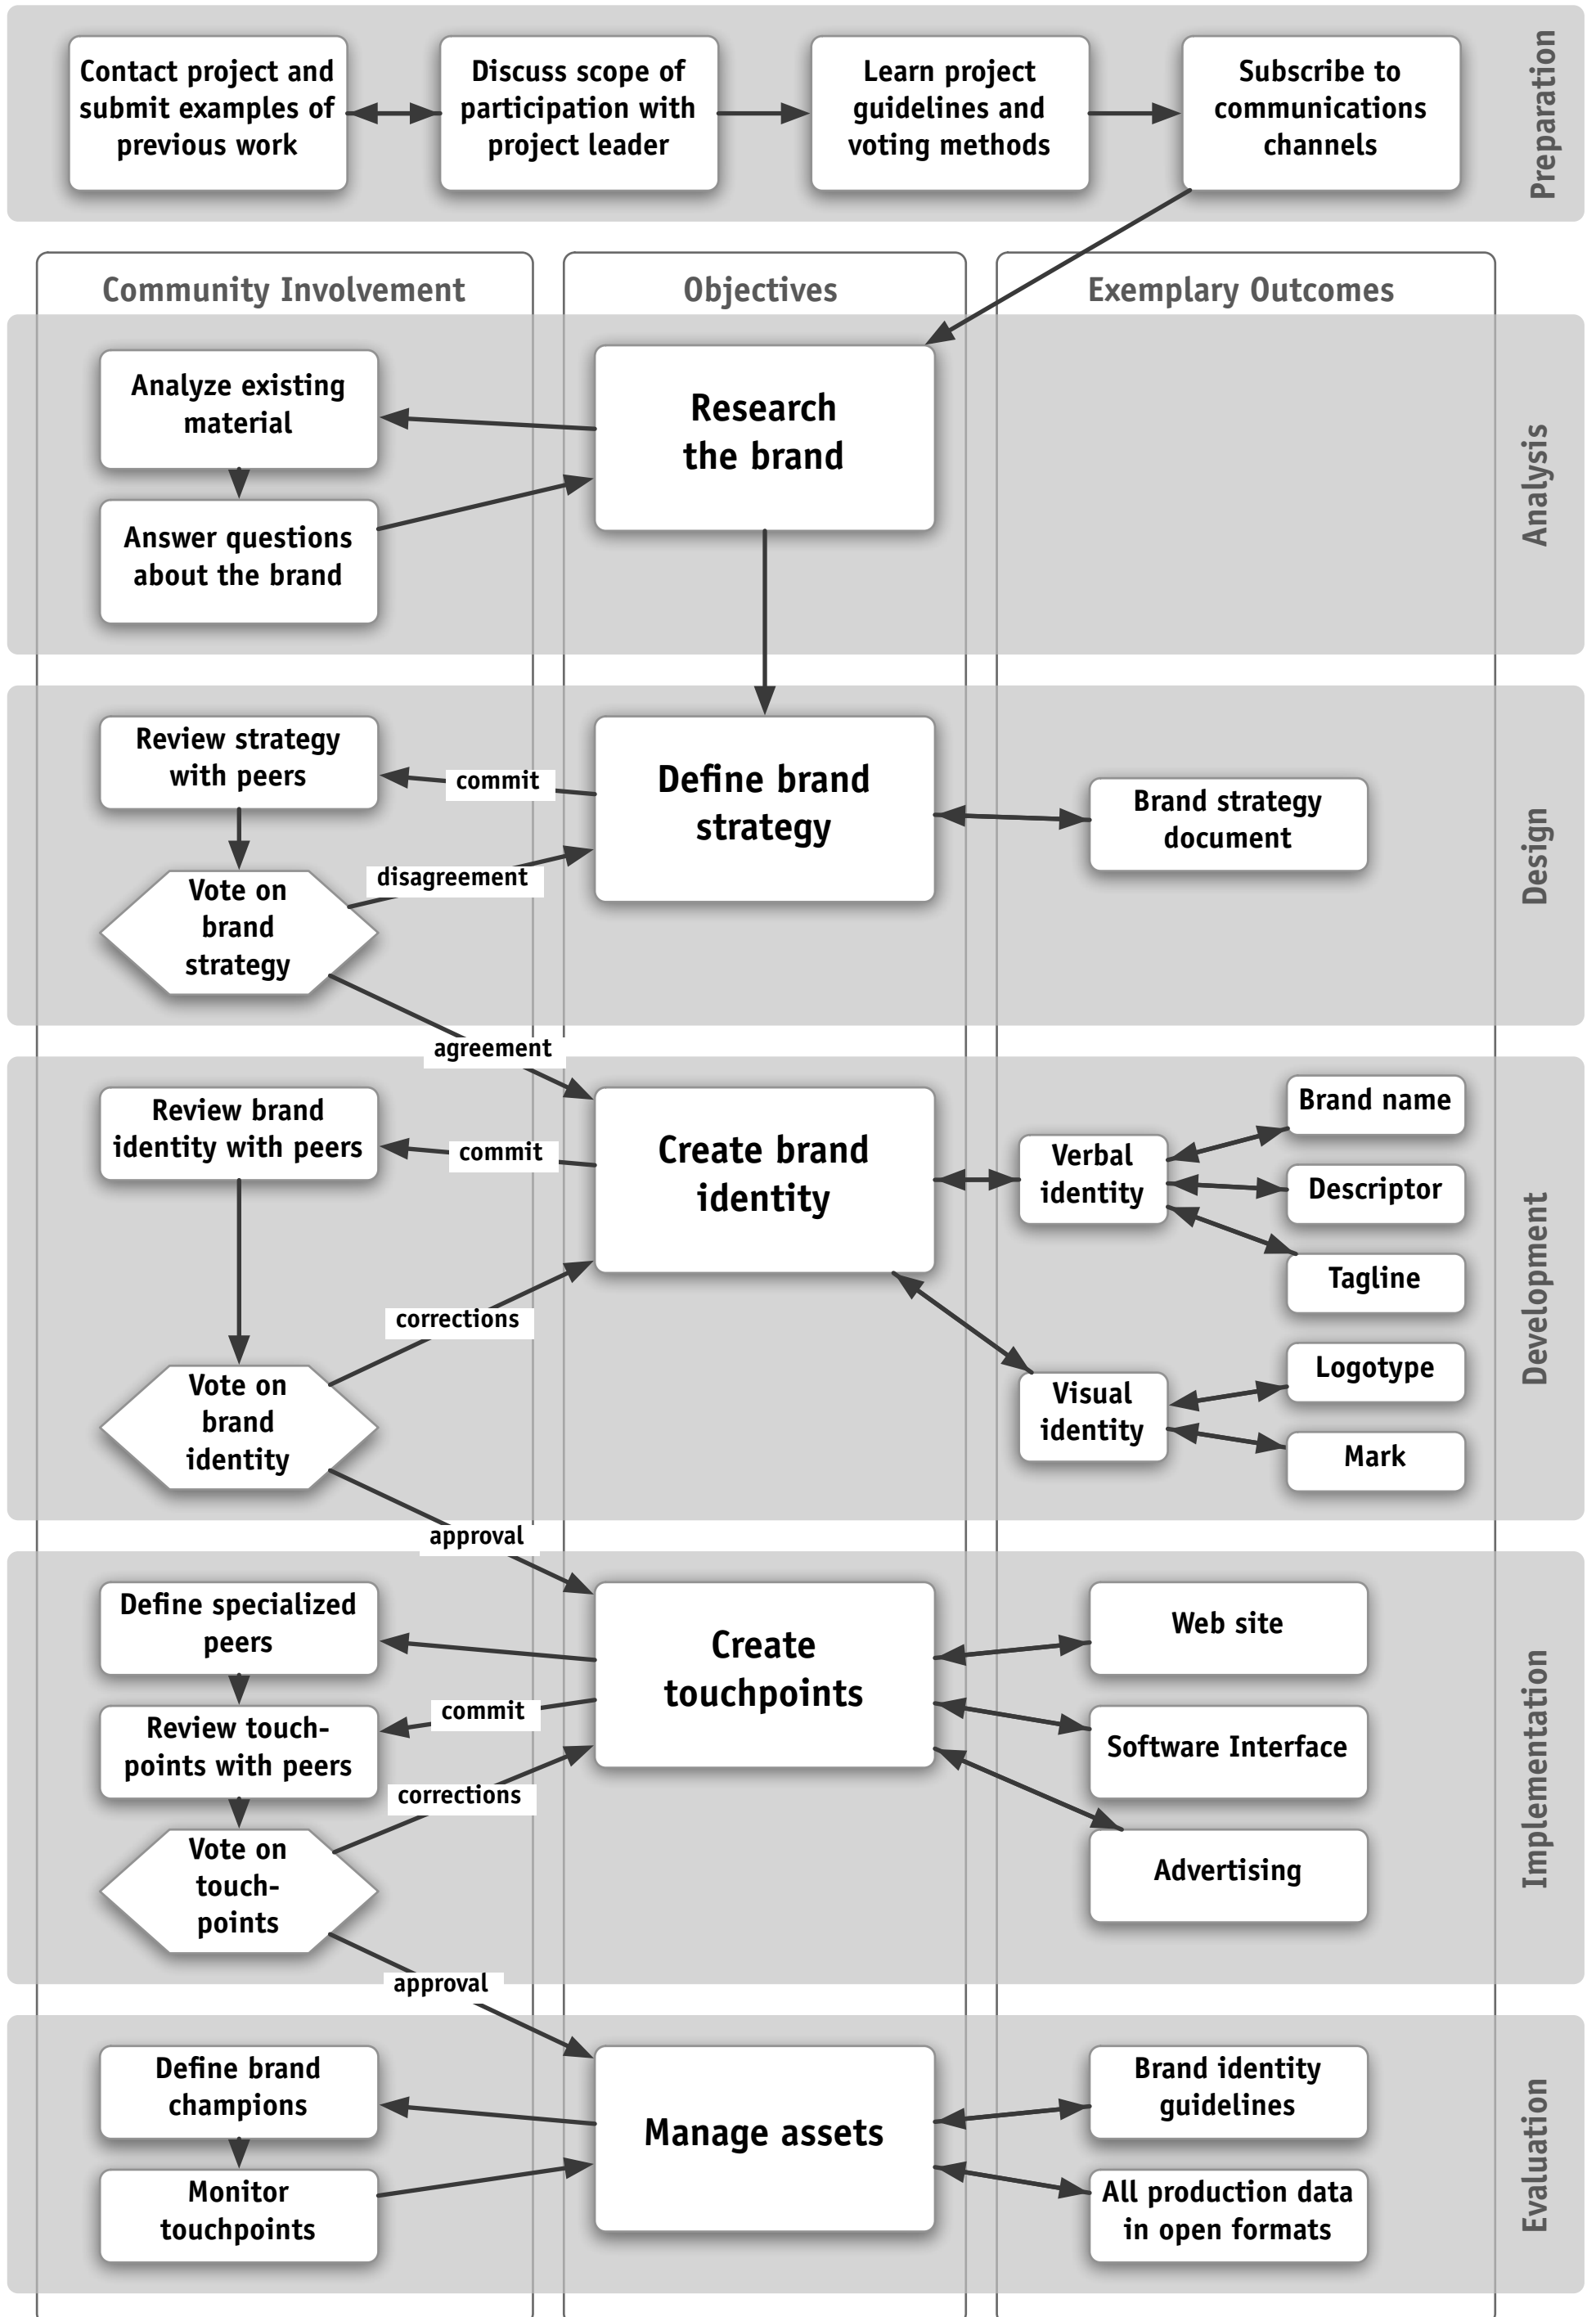 Contact project and
submit examples of
previous work
Discuss scope of
participation with
project leader
Learn project
guidelines and
voting methods
Subscribe to
communications
channels
Preparation
Community Involvement
Objectives
Exemplary Outcomes
Analyze existing
material
Answer questions
about the brand
Research
the brand
Analysis
Review strategy
with peers
commit
Define brand
strategy
Brand strategy
document
disagreement
Vote on
brand
strategy
Design
agreement
Review brand
identity with peers
commit
Create brand
identity
Verbal
identity
Brand name
Descriptor
Tagline
corrections
Vote on
brand
identity
Visual
identity
Logotype
Mark
Development
approval
Define specialized
peers
Create
touchpoints
Web site
commit
Review touch-
points with peers
Software Interface
corrections
Vote on
touch-
points
Advertising
Implementation
approval
Define brand
champions
Manage assets
Brand identity
guidelines
Monitor
touchpoints
All production data
in open formats
Evaluation